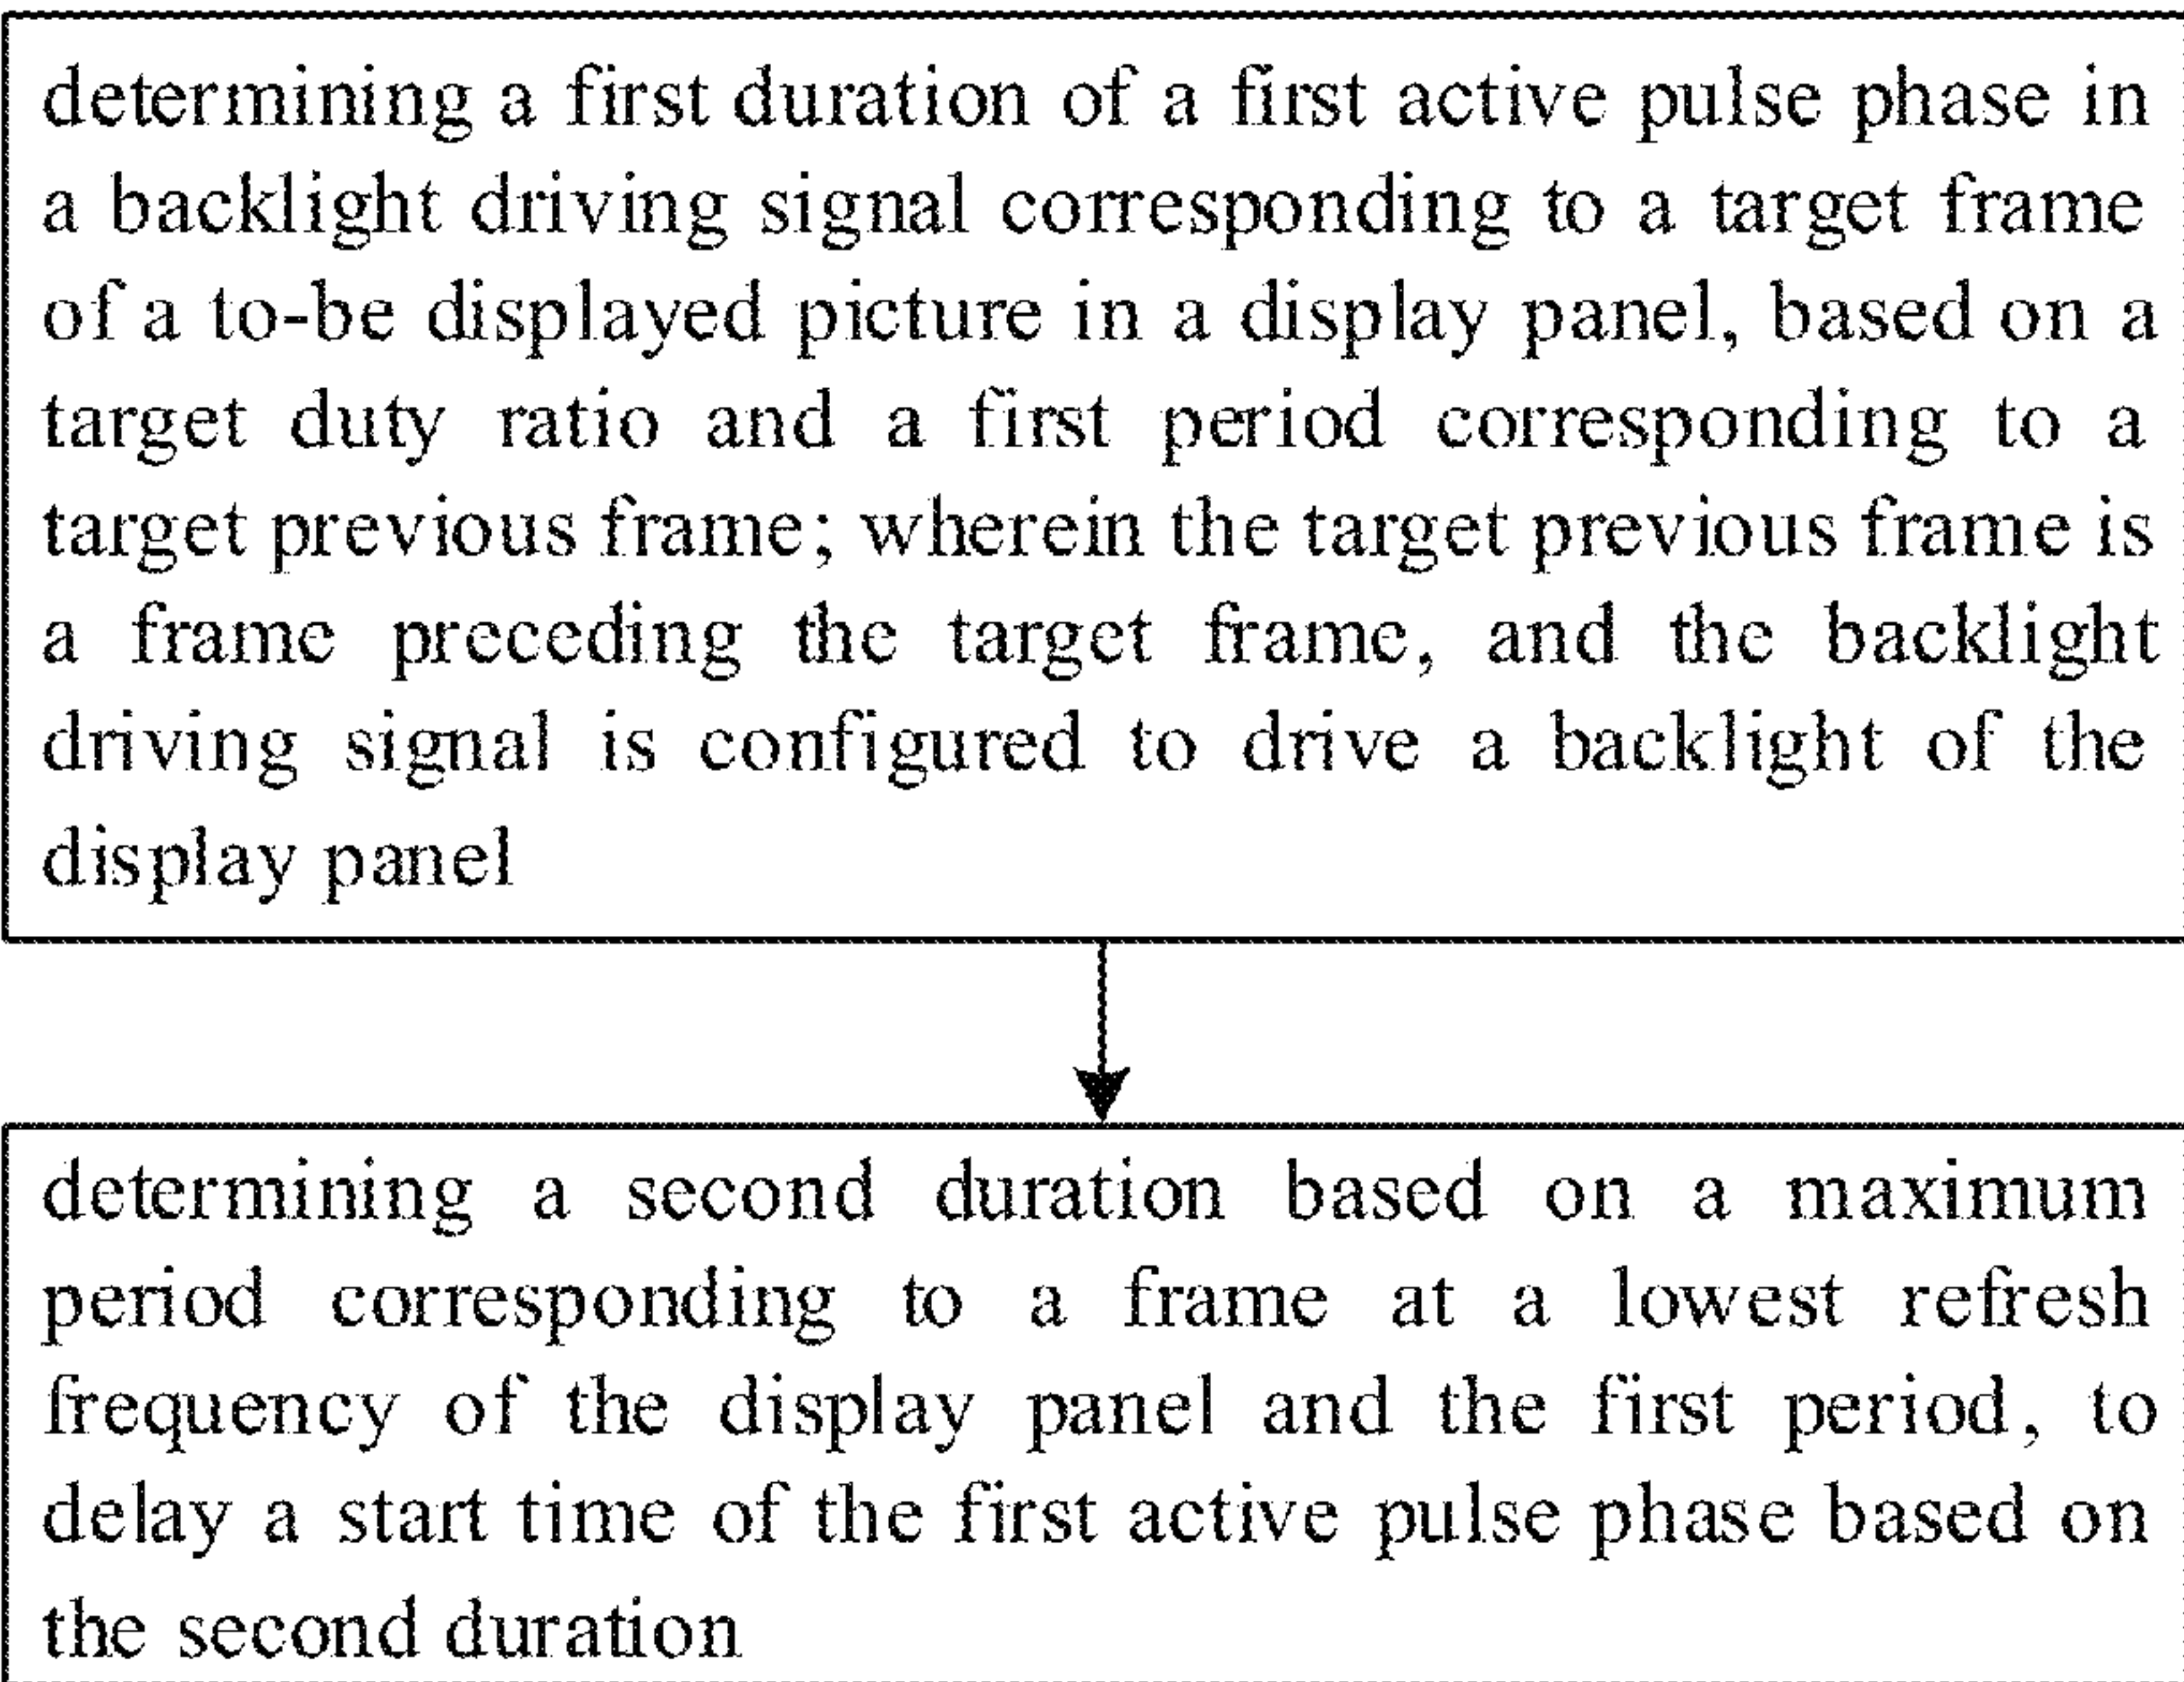 determining a first duration of a first active pulse phase in
a backlight driving signal corresponding to a target frame
of a to-be displayed picture in a display panel, based on a
target duty ratio and a first period corresponding to a
target previous frame; wherein the target previous frame is
a frame preceding the target frame, and the backlight
driving signal is configured to drive a backlight of the
display panel
determining a second duration based on a maximum
period corresponding to a frame at a lowest refresh
frequency of the display panel and the first period, to
delay a start time of the first active pulse phase based on
the second duration